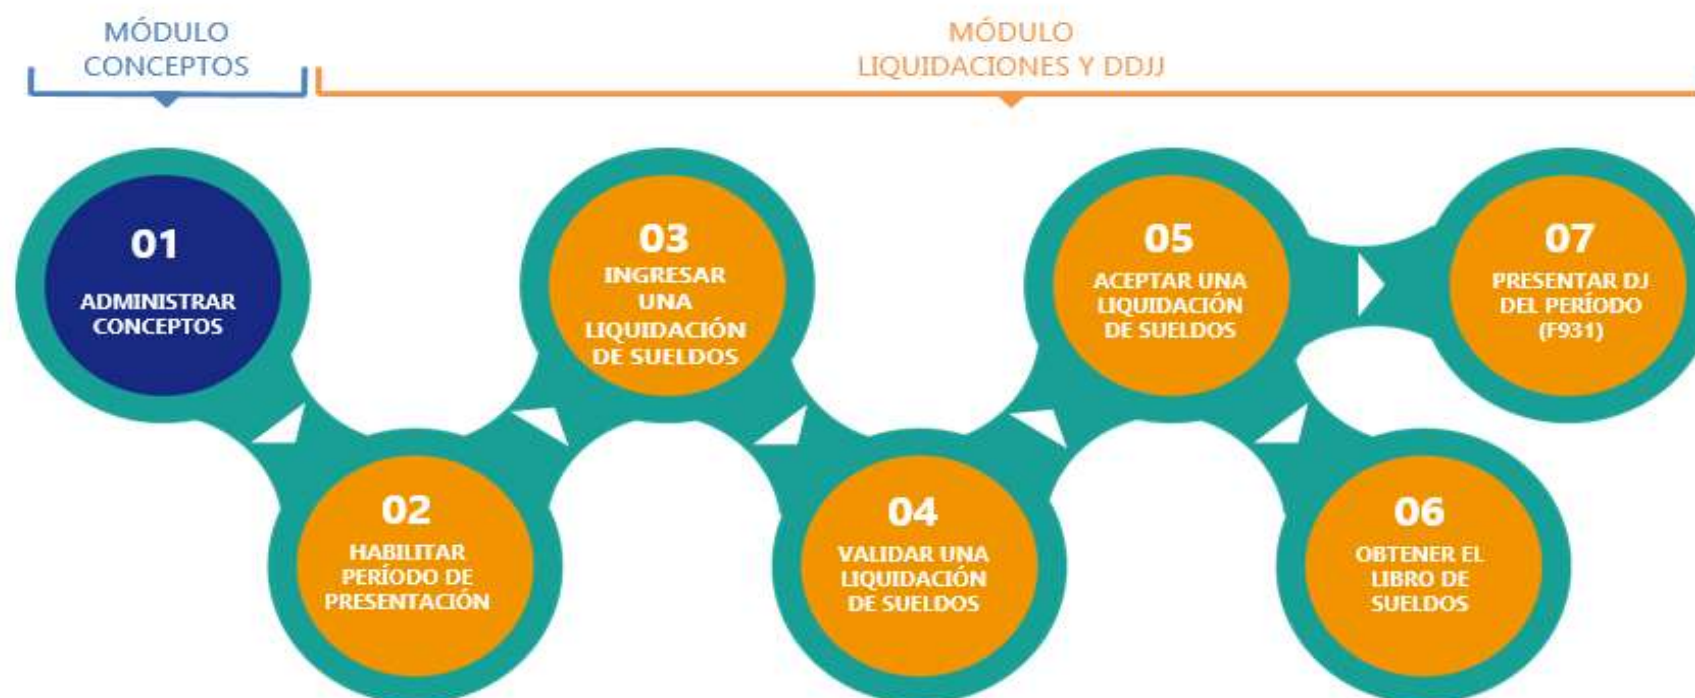 MÓDULO
CONCEPTOS
MÓDULO
LIQUIDACIONES Y DDJJ
01
ADMINISTRAR
CONCEPTOS
02
HABILITAR
PERÍODO DE
PRESENTACIÓN
03
INGRESAR
UNA
LIQUIDACIÓN
DE SUELDOS
04
VALIDAR UNA
LIQUIDACIÓN
DE SUELDOS
05
ACEPTAR UNA
LIQUIDACIÓN
DE SUELDOS
06
OBTENER EL
LIBRO DE
SUELDOS
07
PRESENTAR DJ
DEL PERÍODO
(F931)